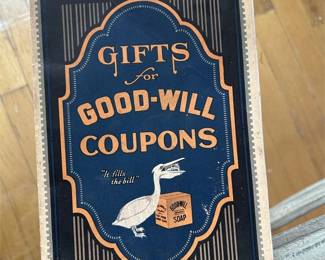 GIFTS
for
GOOD-WILL
COUPONS
"It fills
the bill"
GOODWILL
SOAP